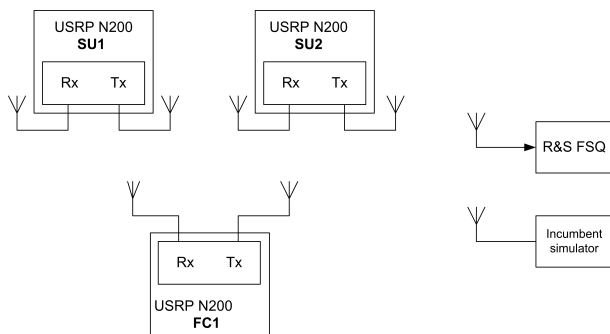 USRP N200
SU1
Rx Tx
USRP N200
SU2
Rx Tx
R&S FSQ
Incumbent
simulator
Rx Tx
USRP N200
FC1